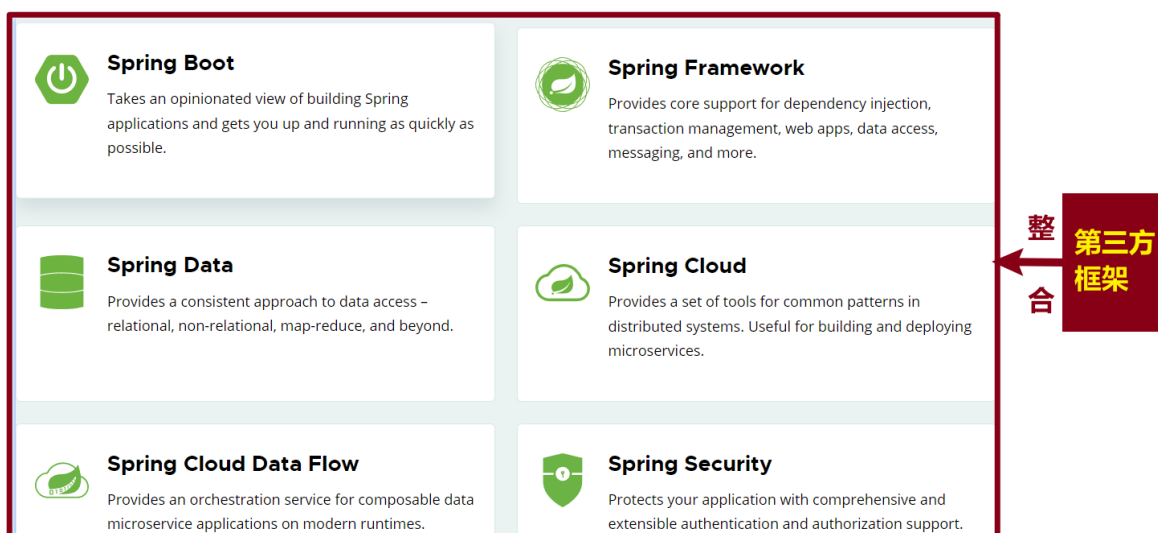 Spring Boot
Takes an opinionated view of building Spring
applications and gets you up and running as quickly as
possible.
Spring Framework
Provides core support for dependency injection,
transaction management, web apps, data access,
messaging, and more.
Spring Data
Provides a consistent approach to data access –
relational, non-relational, map-reduce, and beyond.
Spring Cloud
Provides a set of tools for common patterns in
distributed systems. Useful for building and deploying
microservices.
Spring Cloud Data Flow
Provides an orchestration service for composable data
microservice applications on modern runtimes.
Spring Security
Protects your application with comprehensive and
extensible authentication and authorization support.
整
合
第三方
框架